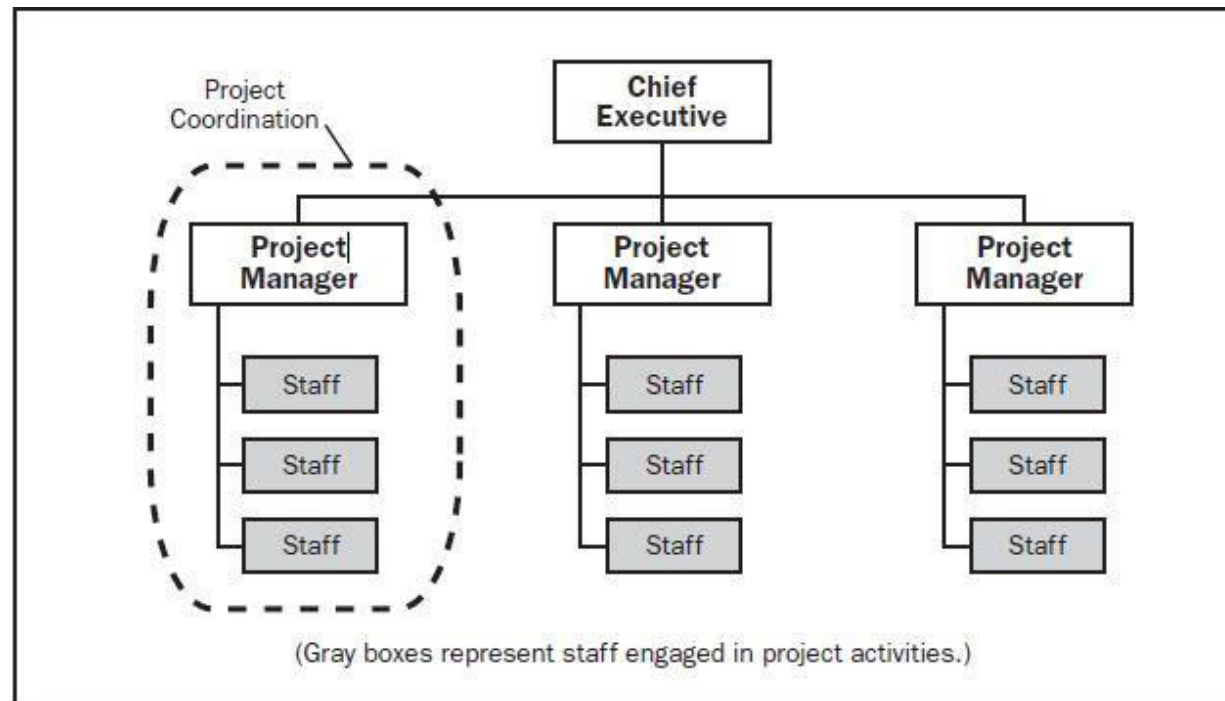 Project
Coordination
Chief
Executive
Project
Manager
Project
Manager
Project
Manager
Staff
Staff
Staff
Staff
Staff
Staff
Staff
Staff
Staff
(Gray boxes represent staff engaged in project activities.)